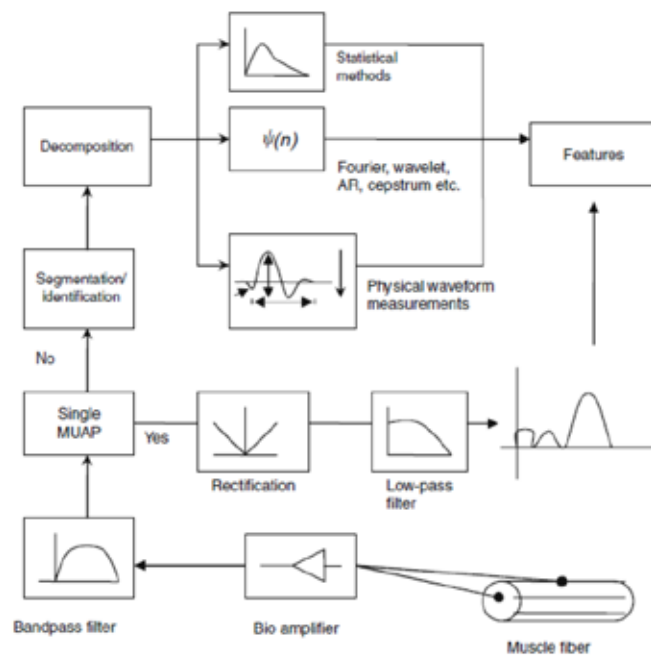 Statistical
methods
Decomposition
ψ(n)
Features
Fourier, wavelet,
AR, cepstrum etc.
Segmentation/
identification
Physical waveform
measurements
No
Single
MUAP
Yes
Rectification
Low-pass
filter
Bandpass filter
Bio amplifier
Muscle fiber